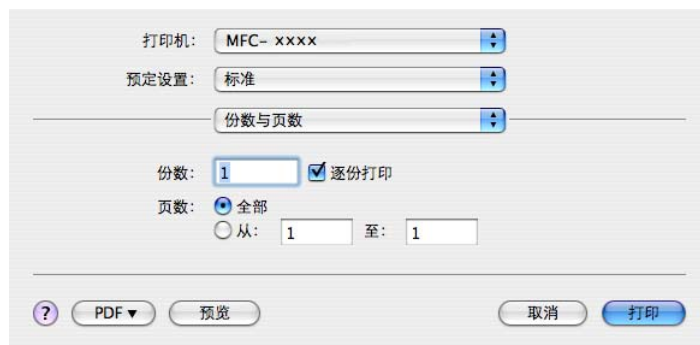 打印机: MFC- xxxx
预定设置: 标准
份数与页数
份数: 1 逐份打印
页数: 全部
从: 1 至: 1
? PDF▼ 预览 取消 打印